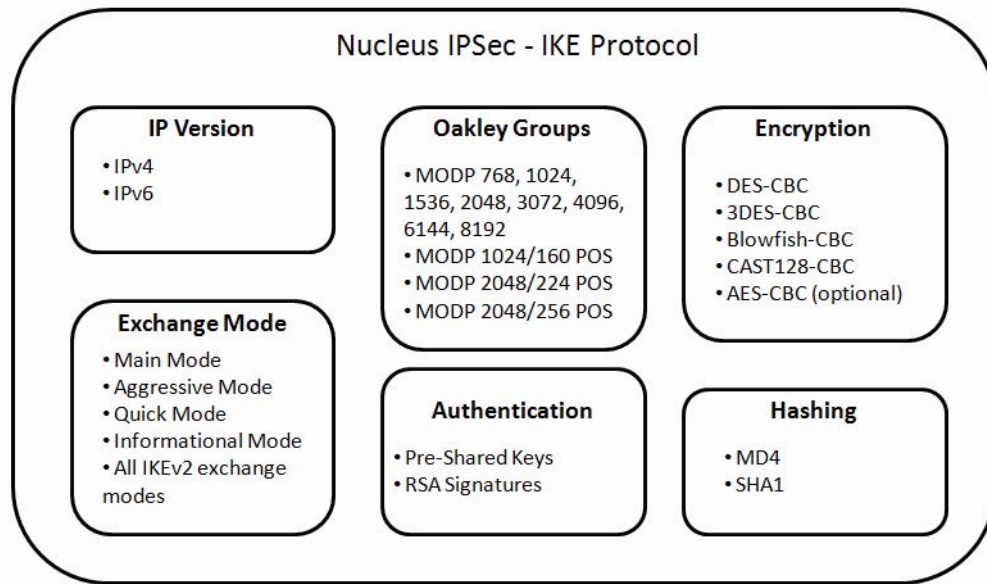 Nucleus IPSec - IKE Protocol
IP Version
• IPv4
• IPv6
Oakley Groups
• MODP 768, 1024,
1536, 2048, 3072, 4096,
6144, 8192
• MODP 1024/160 POS
• MODP 2048/224 POS
• MODP 2048/256 POS
Encryption
• DES-CBC
• 3DES-CBC
• Blowfish-CBC
• CAST128-CBC
• AES-CBC (optional)
Exchange Mode
• Main Mode
• Aggressive Mode
• Quick Mode
• Informational Mode
• All IKEv2 exchange
modes
Authentication
• Pre-Shared Keys
• RSA Signatures
Hashing
• MD4
• SHA1